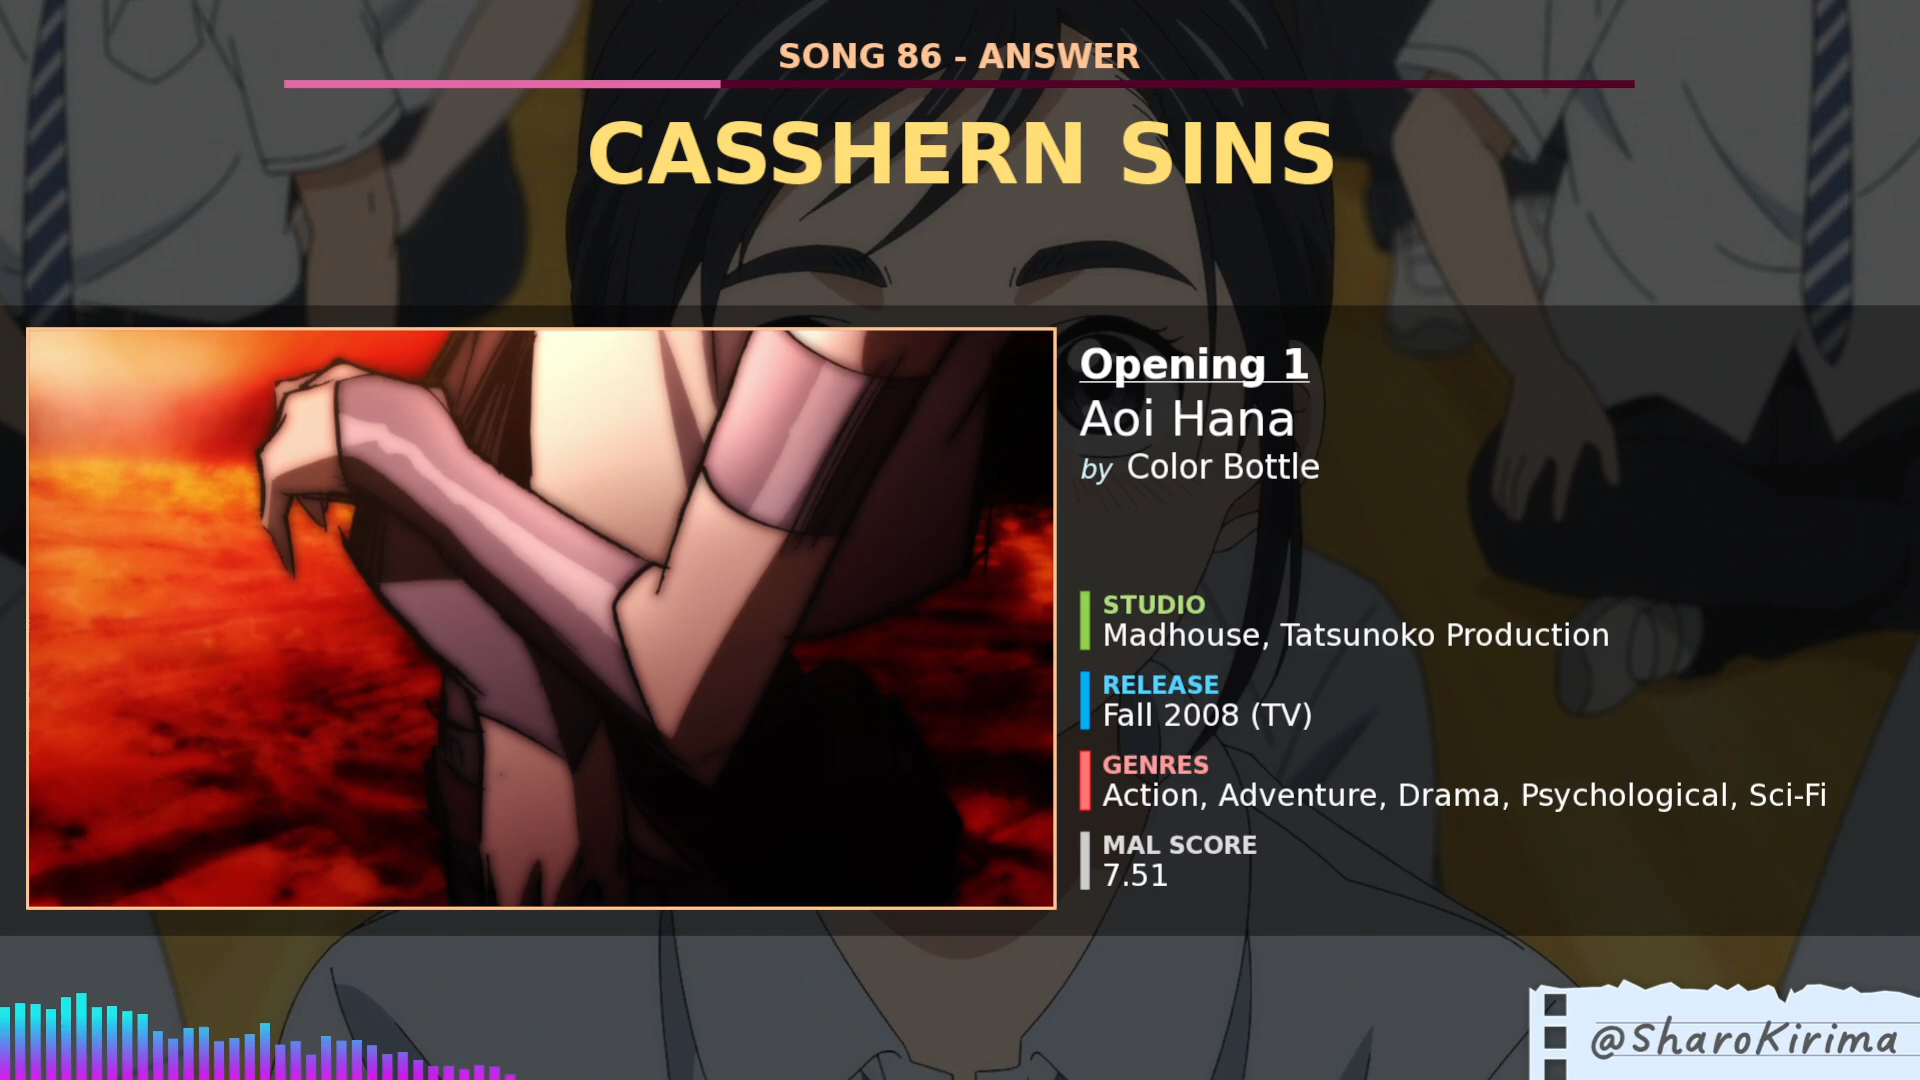 SONG 86 - ANSWER
CASSHERN SINS
Opening 1
Aoi Hana
by Color Bottle
STUDIO
Madhouse, Tatsunoko Production
RELEASE
Fall 2008 (TV)
GENRES
Action, Adventure, Drama, Psychological, Sci-Fi
MAL SCORE
7.51
@SharoKirima